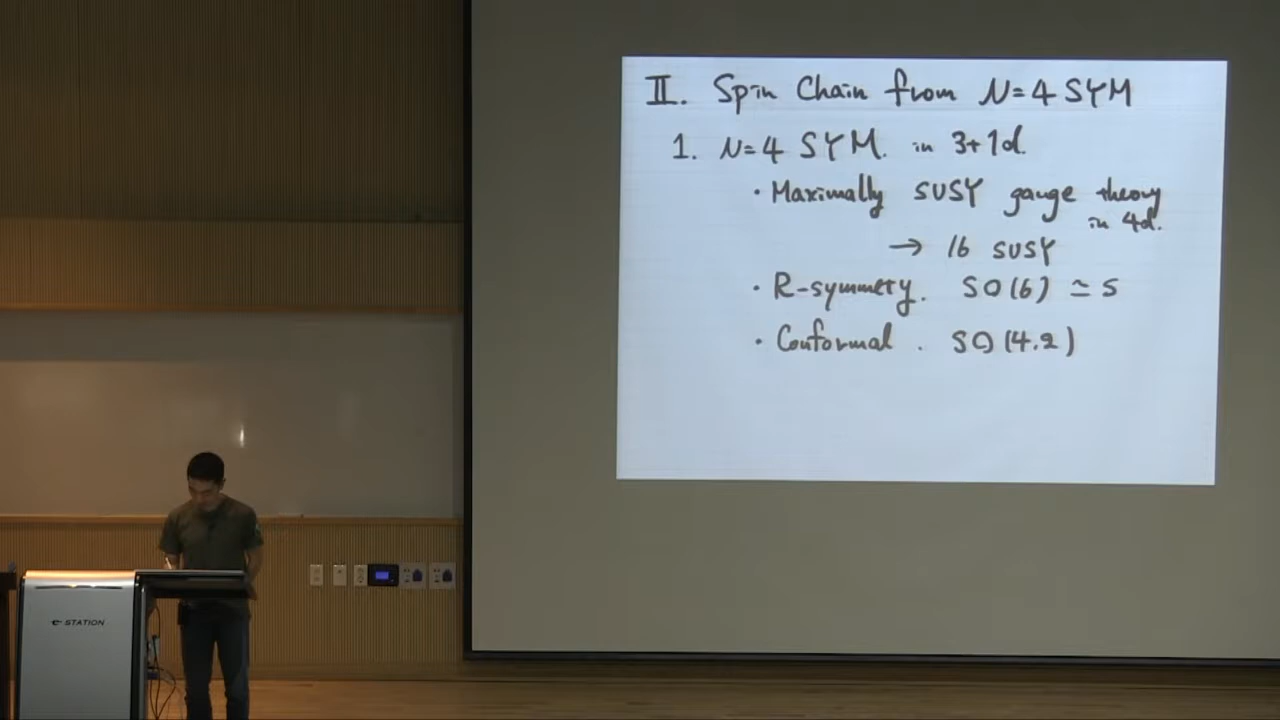 II. Spin Chain from N=4 SYM
1. N=4 SYM. in 3+1d.
· Maximally SUSY gauge theory
in 4d.
→ 16 SUSY
· R-symmetry. SO(6) ≃ S
· Conformal. SO(4.2)
e-STATION